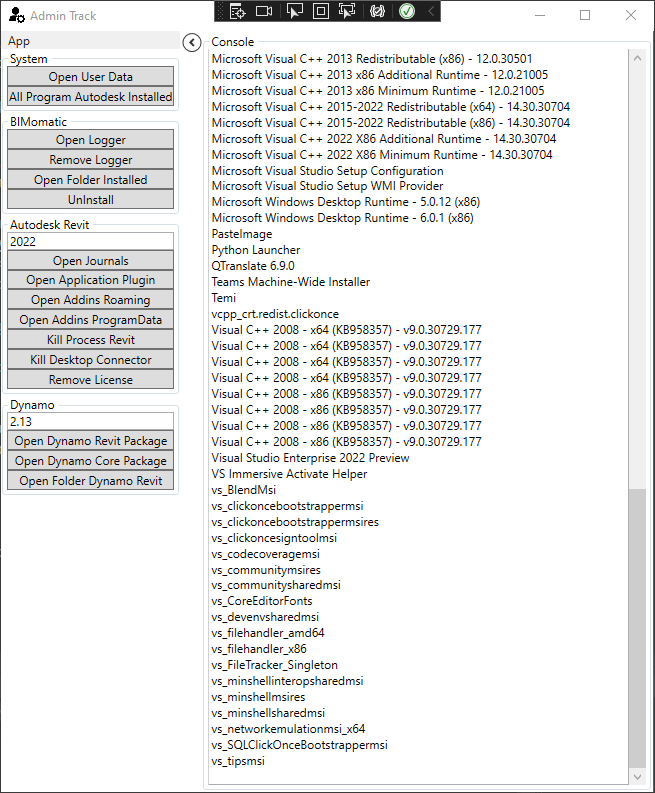 Admin Track
App
System
Open User Data
All Program Autodesk Installed
BIMomatic
Open Logger
Remove Logger
Open Folder Installed
UnInstall
Autodesk Revit
2022
Open Journals
Open Application Plugin
Open Addins Roaming
Open Addins ProgramData
Kill Process Revit
Kill Desktop Connector
Remove License
Dynamo
2.13
Open Dynamo Revit Package
Open Dynamo Core Package
Open Folder Dynamo Revit
Console
Microsoft Visual C++ 2013 Redistributable (x86) - 12.0.30501
Microsoft Visual C++ 2013 x86 Additional Runtime - 12.0.21005
Microsoft Visual C++ 2013 x86 Minimum Runtime - 12.0.21005
Microsoft Visual C++ 2015-2022 Redistributable (x64) - 14.30.30704
Microsoft Visual C++ 2015-2022 Redistributable (x86) - 14.30.30704
Microsoft Visual C++ 2022 X86 Additional Runtime - 14.30.30704
Microsoft Visual C++ 2022 X86 Minimum Runtime - 14.30.30704
Microsoft Visual Studio Setup Configuration
Microsoft Visual Studio Setup WMI Provider
Microsoft Windows Desktop Runtime - 5.0.12 (x86)
Microsoft Windows Desktop Runtime - 6.0.1 (x86)
PasteImage
Python Launcher
QTranslate 6.9.0
Teams Machine-Wide Installer
Temi
vcpp_crt.redist.clickonce
Visual C++ 2008 - x64 (KB958357) - v9.0.30729.177
Visual C++ 2008 - x64 (KB958357) - v9.0.30729.177
Visual C++ 2008 - x64 (KB958357) - v9.0.30729.177
Visual C++ 2008 - x64 (KB958357) - v9.0.30729.177
Visual C++ 2008 - x86 (KB958357) - v9.0.30729.177
Visual C++ 2008 - x86 (KB958357) - v9.0.30729.177
Visual C++ 2008 - x86 (KB958357) - v9.0.30729.177
Visual C++ 2008 - x86 (KB958357) - v9.0.30729.177
Visual Studio Enterprise 2022 Preview
VS Immersive Activate Helper
vs_BlendMsi
vs_clickoncebootstrappermsi
vs_clickoncebootstrappermsires
vs_clickoncesigntoolmsi
vs_codecoveragemsi
vs_communitymsires
vs_communitysharedmsi
vs_CoreEditorFonts
vs_devenvsharedmsi
vs_filehandler_amd64
vs_filehandler_x86
vs_FileTracker_Singleton
vs_minshellinteropsharedmsi
vs_minshellmsires
vs_minshellsharedmsi
vs_networkemulationmsi_x64
vs_SQLClickOnceBootstrappermsi
vs_tipsmsi